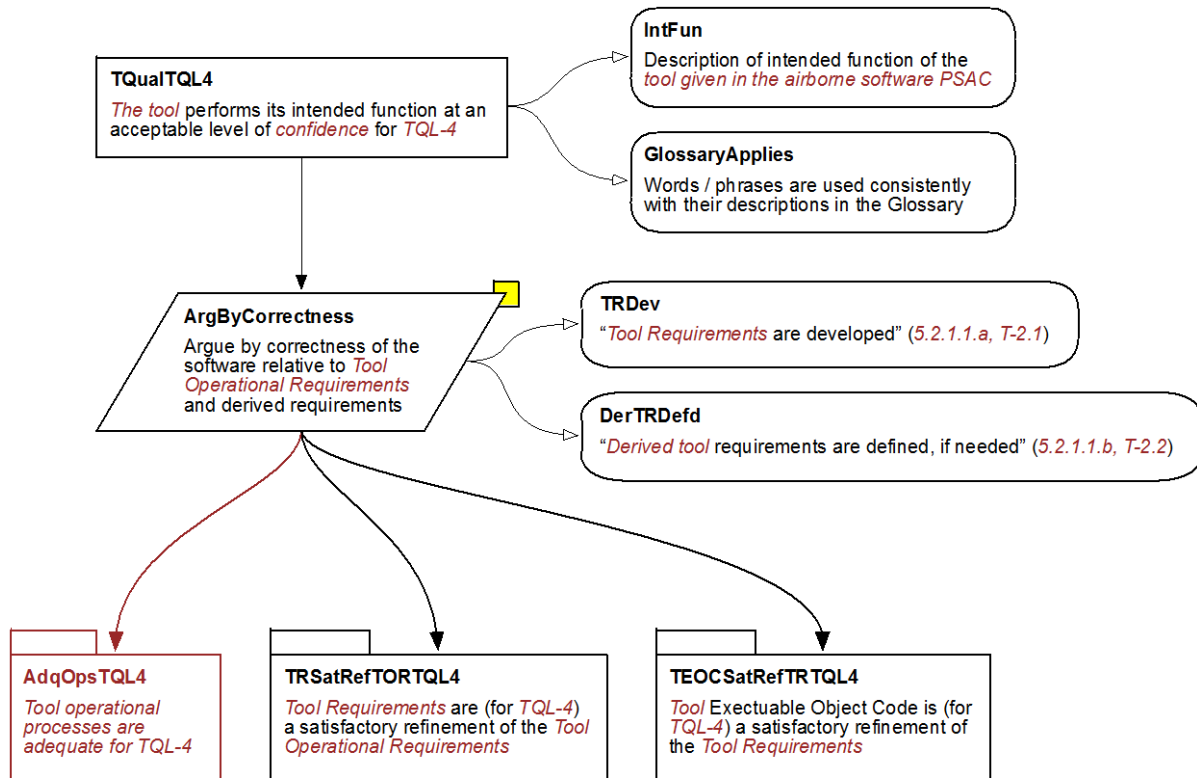 TQualTQL4
The tool performs its intended function at an
acceptable level of confidence for TQL-4
IntFun
Description of intended function of the
tool given in the airborne software PSAC
GlossaryApplies
Words / phrases are used consistently
with their descriptions in the Glossary
ArgByCorrectness
Argue by correctness of the
software relative to Tool
Operational Requirements
and derived requirements
TRDev
“Tool Requirements are developed” (5.2.1.1.a, T-2.1)
DerTRDefd
“Derived tool requirements are defined, if needed” (5.2.1.1.b, T-2.2)
AdqOpsTQL4
Tool operational
processes are
adequate for TQL-4
TRSatRefTORTQL4
Tool Requirements are (for TQL-4)
a satisfactory refinement of the Tool
Operational Requirements
TEOCSatRefTRTQL4
Tool Exectuable Object Code is (for
TQL-4) a satisfactory refinement of
the Tool Requirements